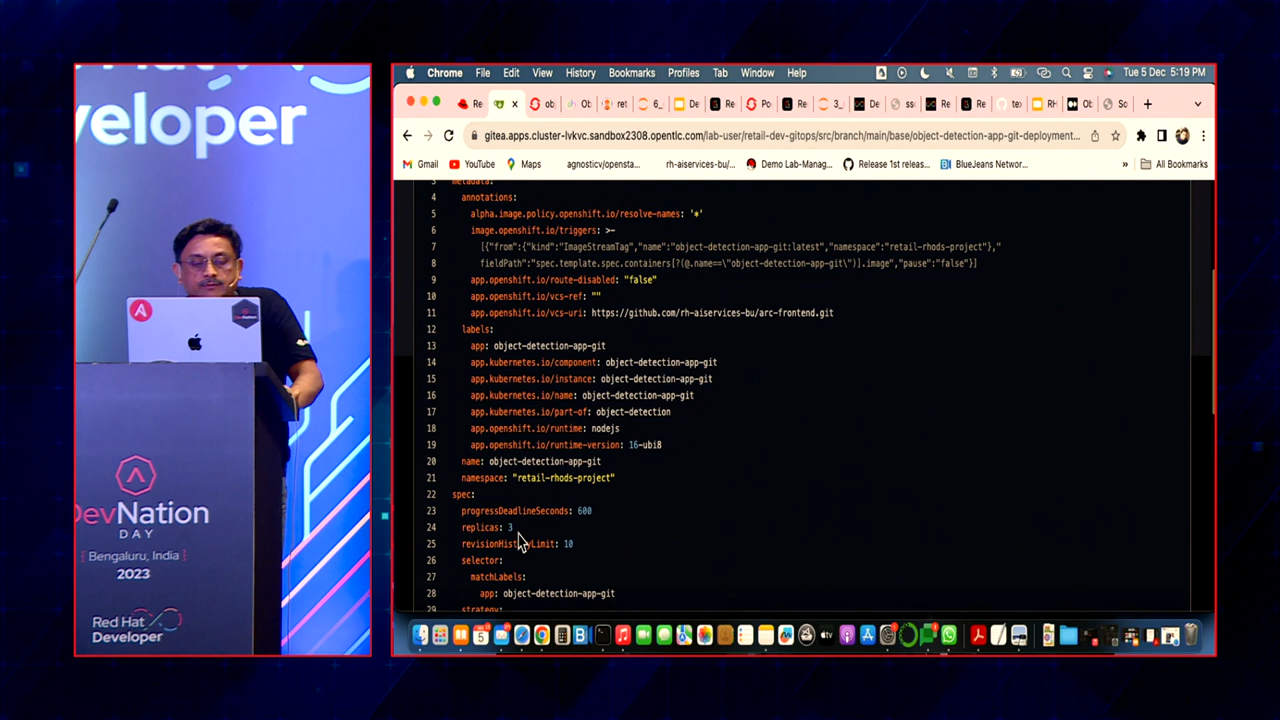 veloper
DevNation
DAY
Bengaluru, India
2023
Red Hat
Developer
Chrome File Edit View History Bookmarks Profiles Tab Window Help Tue 5 Dec 5:19 PM
gitea.apps.cluster-lvkvc.sandbox2308.opentlc.com/lab-user/retail-dev-gitops/src/branch/main/base/object-detection-app-git-deployment...
Gmail YouTube Maps agnosticv/opensta... rh-aiservices-bu/... Demo Lab-Manag... Release 1st releas... BlueJeans Networ... » All Bookmarks
3 metadata:
4 annotations:
5 alpha.image.policy.openshift.io/resolve-names: '*'
6 image.openshift.io/triggers: >-
7 [{"from":{"kind":"ImageStreamTag","name":"object-detection-app-git:latest","namespace":"retail-rhods-project"},"
8 fieldPath":"spec.template.spec.containers[?(@.name==\"object-detection-app-git\")].image","pause":"false"}]
9 app.openshift.io/route-disabled: "false"
10 app.openshift.io/vcs-ref: ""
11 app.openshift.io/vcs-uri: https://github.com/rh-aiservices-bu/arc-frontend.git
12 labels:
13 app: object-detection-app-git
14 app.kubernetes.io/component: object-detection-app-git
15 app.kubernetes.io/instance: object-detection-app-git
16 app.kubernetes.io/name: object-detection-app-git
17 app.kubernetes.io/part-of: object-detection
18 app.openshift.io/runtime: nodejs
19 app.openshift.io/runtime-version: 16-ubi8
20 name: object-detection-app-git
21 namespace: "retail-rhods-project"
22 spec:
23 progressDeadlineSeconds: 600
24 replicas: 3
25 revisionHistoryLimit: 10
26 selector:
27 matchLabels:
28 app: object-detection-app-git
29 strategy: